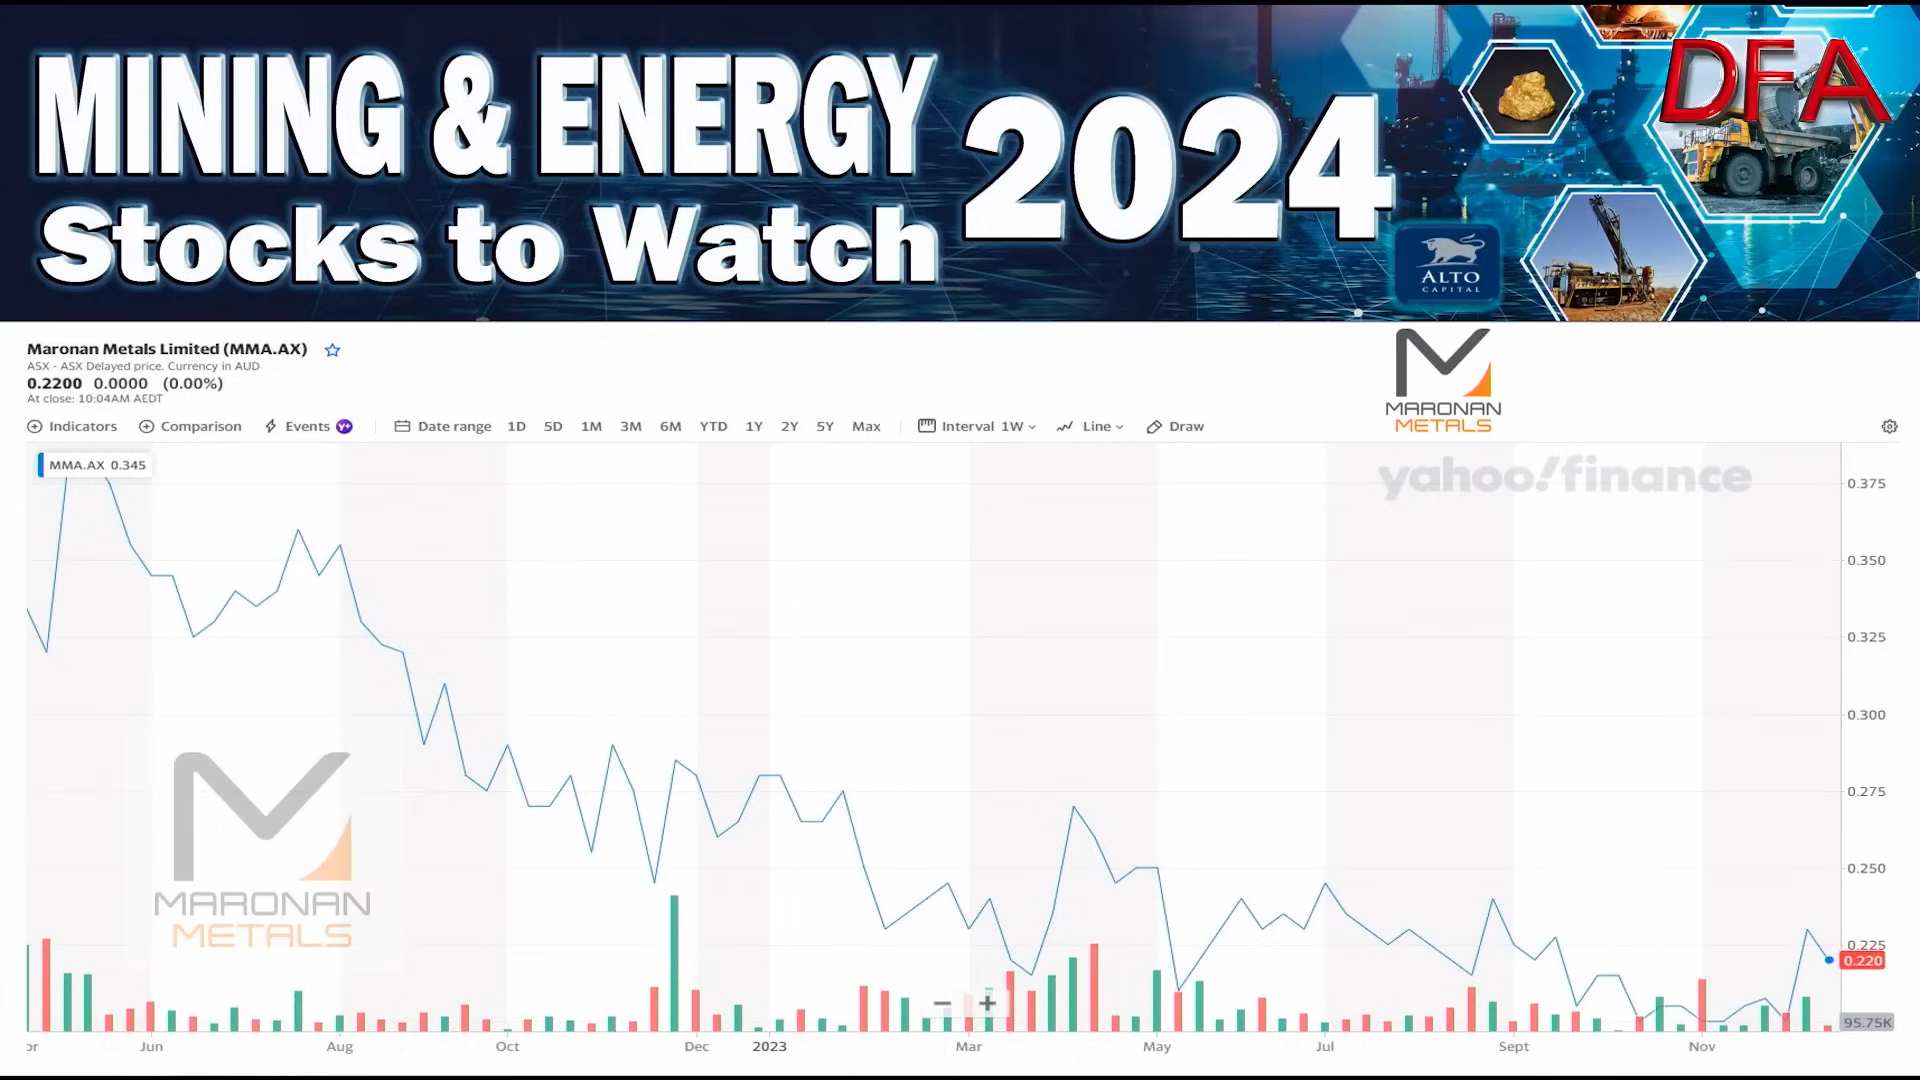 MINING & ENERGY
Stocks to Watch
2024
DFA
ALTO
CAPITAL
Maronan Metals Limited (MMA.AX)
ASX - ASX Delayed price. Currency in AUD
0.2200 0.0000 (0.00%)
At close: 10:04AM AEDT
MARONAN
METALS
Indicators Comparison Events Y+ Date range 1D 5D 1M 3M 6M YTD 1Y 2Y 5Y Max Interval 1W Line Draw
MMA.AX 0.345
yahoo!finance
0.375
0.350
0.325
0.300
0.275
0.250
0.225
0.220
95.75K
MARONAN
METALS
or Jun Aug Oct Dec 2023 Mar May Jul Sept Nov